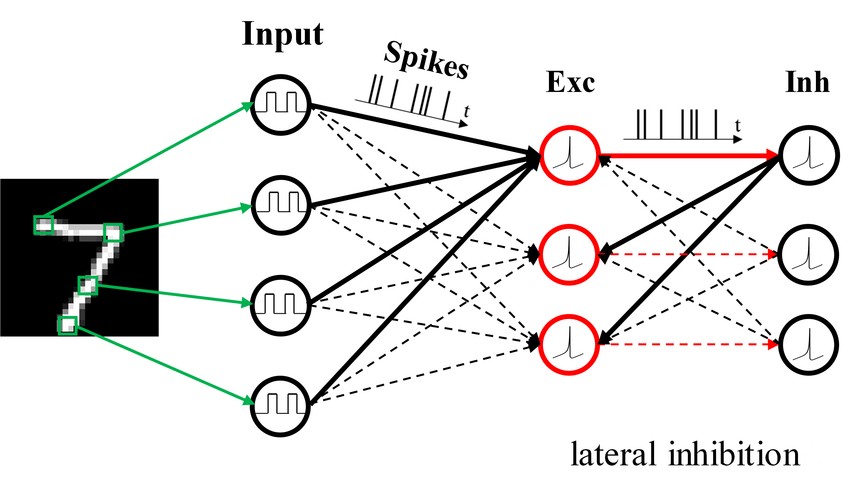 Input
Spikes
t
Exc
t
Inh
lateral inhibition